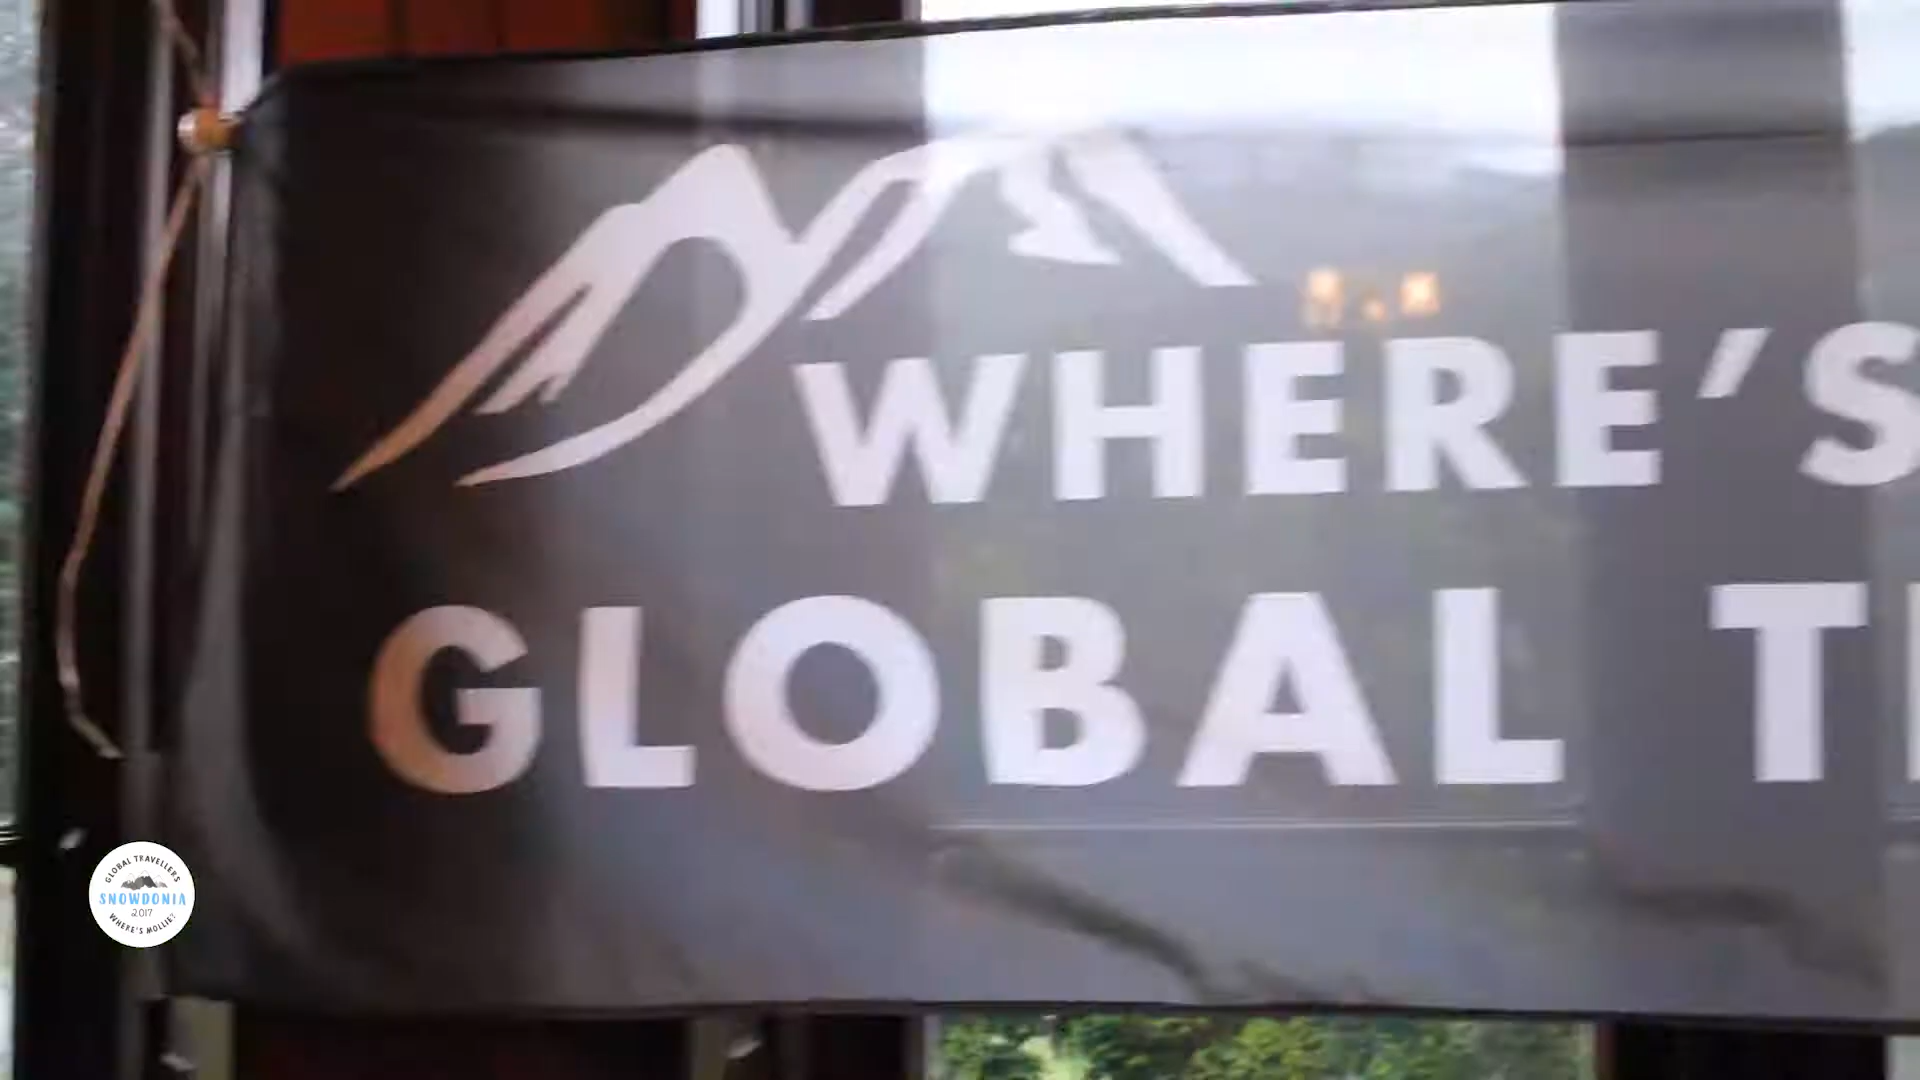 WHERE'S
GLOBAL T
GLOBAL TRAVELLERS
SNOWDONIA
2017
WHERE'S MOLLIE?